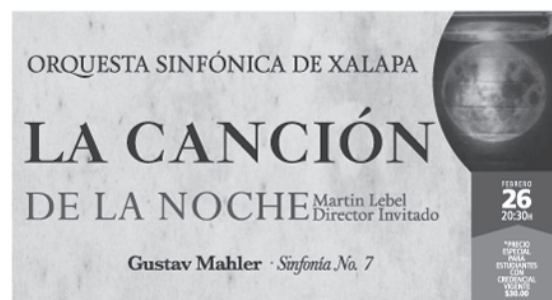 ORQUESTA SINFÓNICA DE XALAPA
LA CANCIÓN
DE LA NOCHE
Martin Lebel
Director Invitado
Gustav Mahler · Sinfonía No. 7
FEBRERO
26
20:30H
*PRECIO
ESPECIAL
PARA
ESTUDIANTES
CON
CREDENCIAL
VIGENTE
$30.00